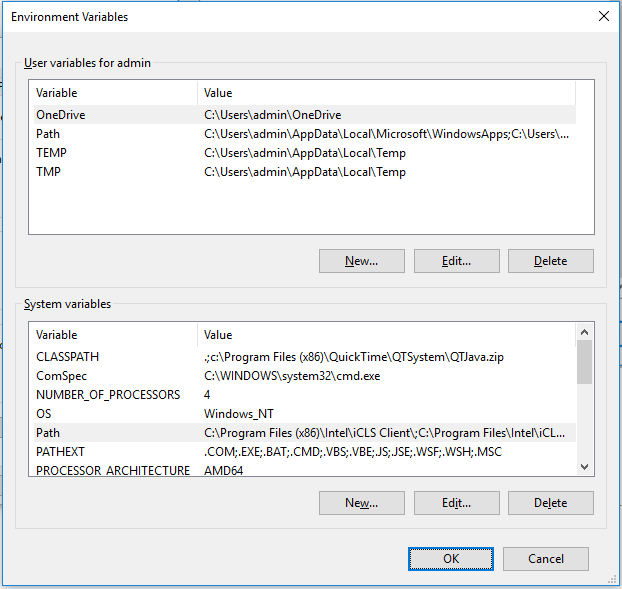 Environment Variables
User variables for admin
Variable Value
OneDrive C:\Users\admin\OneDrive
Path C:\Users\admin\AppData\Local\Microsoft\WindowsApps;C:\Users\...
TEMP C:\Users\admin\AppData\Local\Temp
TMP C:\Users\admin\AppData\Local\Temp
New... Edit... Delete
System variables
Variable Value
CLASSPATH .;c:\Program Files (x86)\QuickTime\QTSystem\QTJava.zip
ComSpec C:\WINDOWS\system32\cmd.exe
NUMBER_OF_PROCESSORS 4
OS Windows_NT
Path C:\Program Files (x86)\Intel\iCLS Client\;C:\Program Files\Intel\iCL...
PATHEXT .COM;.EXE;.BAT;.CMD;.VBS;.VBE;.JS;.JSE;.WSF;.WSH;.MSC
PROCESSOR_ARCHITECTURE AMD64
New... Edit... Delete
OK Cancel